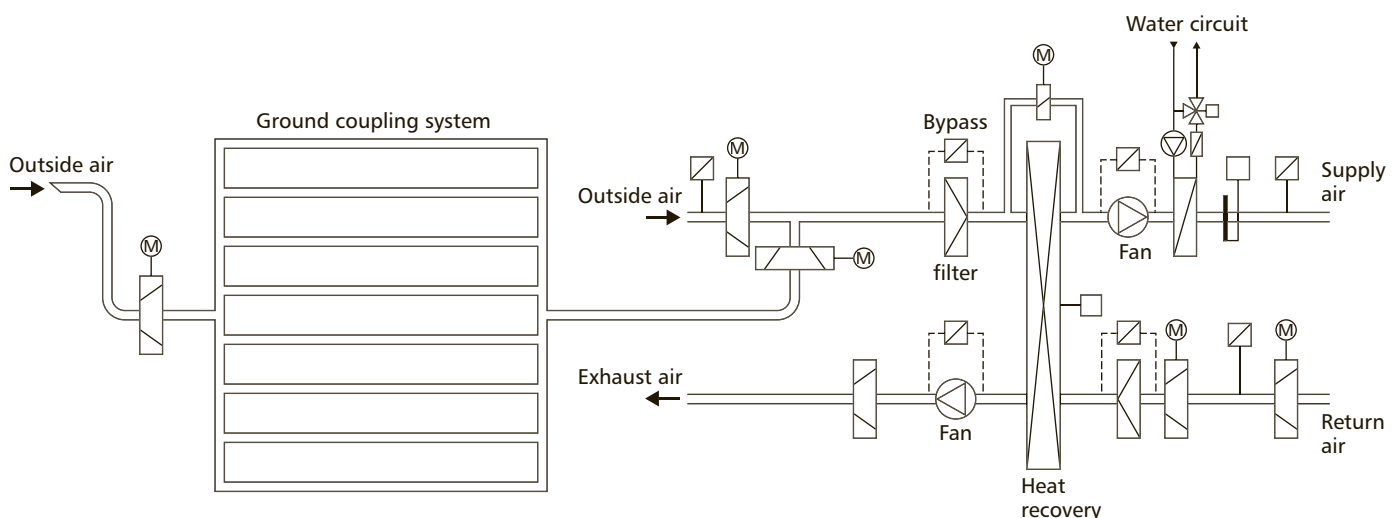 Water circuit
M
Ground coupling system
Bypass
Outside air
M
Outside air
Supply
air
M
M
filter
Fan
M
M
Exhaust air
Fan
Return
air
Heat
recovery